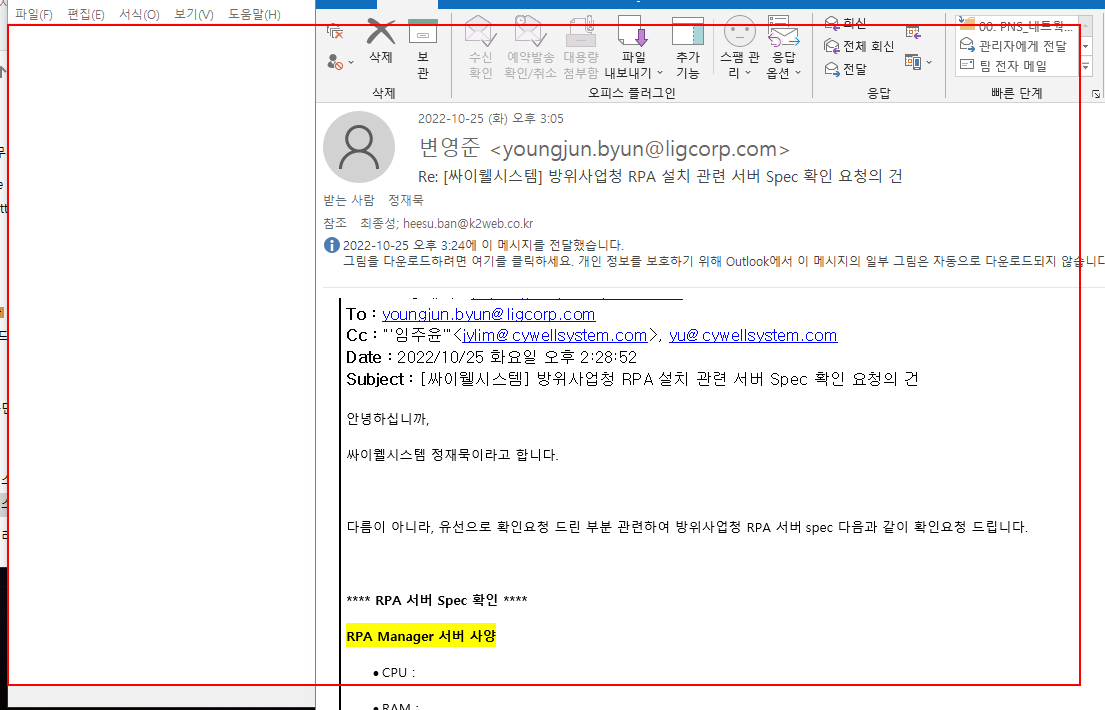 파일(F) 편집(E) 서식(O) 보기(V) 도움말(H)
삭제
보관
수신 확인
예약발송 확인/취소
대용량 첨부함
파일 내보내기
추가 기능
스팸 관리
응답 옵션
회신
전체 회신
전달
00. PNS_네트웍...
관리자에게 전달
팀 전자 메일
삭제
오피스 플러그인
응답
빠른 단계
2022-10-25 (화) 오후 3:05
변영준 <youngjun.byun@ligcorp.com>
Re: [싸이웰시스템] 방위사업청 RPA 설치 관련 서버 Spec 확인 요청의 건
받는 사람 정재묵
참조 최종성; heesu.ban@k2web.co.kr
2022-10-25 오후 3:24에 이 메시지를 전달했습니다.
그림을 다운로드하려면 여기를 클릭하세요. 개인 정보를 보호하기 위해 Outlook에서 이 메시지의 일부 그림은 자동으로 다운로드되지 않습니다
To : youngjun.byun@ligcorp.com
Cc : "'임주윤'"<jylim@cywellsystem.com>, yu@cywellsystem.com
Date : 2022/10/25 화요일 오후 2:28:52
Subject : [싸이웰시스템] 방위사업청 RPA 설치 관련 서버 Spec 확인 요청의 건
안녕하십니까,
싸이웰시스템 정재묵이라고 합니다.
다름이 아니라, 유선으로 확인요청 드린 부분 관련하여 방위사업청 RPA 서버 spec 다음과 같이 확인요청 드립니다.
**** RPA 서버 Spec 확인 ****
RPA Manager 서버 사양
• CPU :
• RAM :